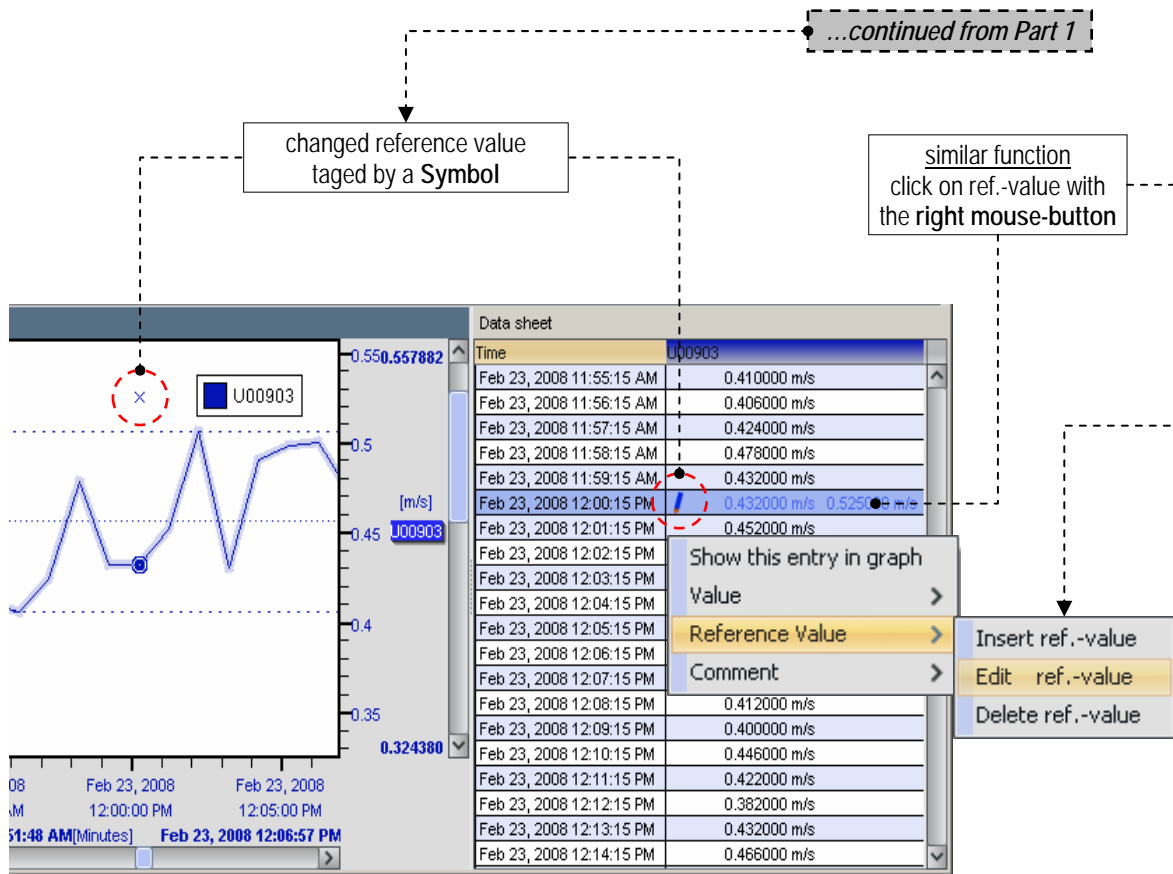 ...continued from Part 1
changed reference value
taged by a Symbol
similar function
click on ref.-value with
the right mouse-button
Data sheet
Time U00903
Feb 23, 2008 11:55:15 AM 0.410000 m/s
Feb 23, 2008 11:56:15 AM 0.406000 m/s
Feb 23, 2008 11:57:15 AM 0.424000 m/s
Feb 23, 2008 11:58:15 AM 0.478000 m/s
Feb 23, 2008 11:59:15 AM 0.432000 m/s
Feb 23, 2008 12:00:15 PM 0.432000 m/s 0.525000 m/s
Feb 23, 2008 12:01:15 PM 0.452000 m/s
Feb 23, 2008 12:02:15 PM
Feb 23, 2008 12:03:15 PM
Feb 23, 2008 12:04:15 PM
Feb 23, 2008 12:05:15 PM
Feb 23, 2008 12:06:15 PM
Feb 23, 2008 12:07:15 PM
Feb 23, 2008 12:08:15 PM 0.412000 m/s
Feb 23, 2008 12:09:15 PM 0.400000 m/s
Feb 23, 2008 12:10:15 PM 0.446000 m/s
Feb 23, 2008 12:11:15 PM 0.422000 m/s
Feb 23, 2008 12:12:15 PM 0.382000 m/s
Feb 23, 2008 12:13:15 PM 0.432000 m/s
Feb 23, 2008 12:14:15 PM 0.466000 m/s
Show this entry in graph
Value
Reference Value
Comment
Insert ref.-value
Edit ref.-value
Delete ref.-value
U00903
0.55 0.557882
0.5
[m/s]
0.45 U00903
0.4
0.35
0.324380
08 Feb 23, 2008 Feb 23, 2008
AM 12:00:00 PM 12:05:00 PM
51:48 AM[Minutes] Feb 23, 2008 12:06:57 PM